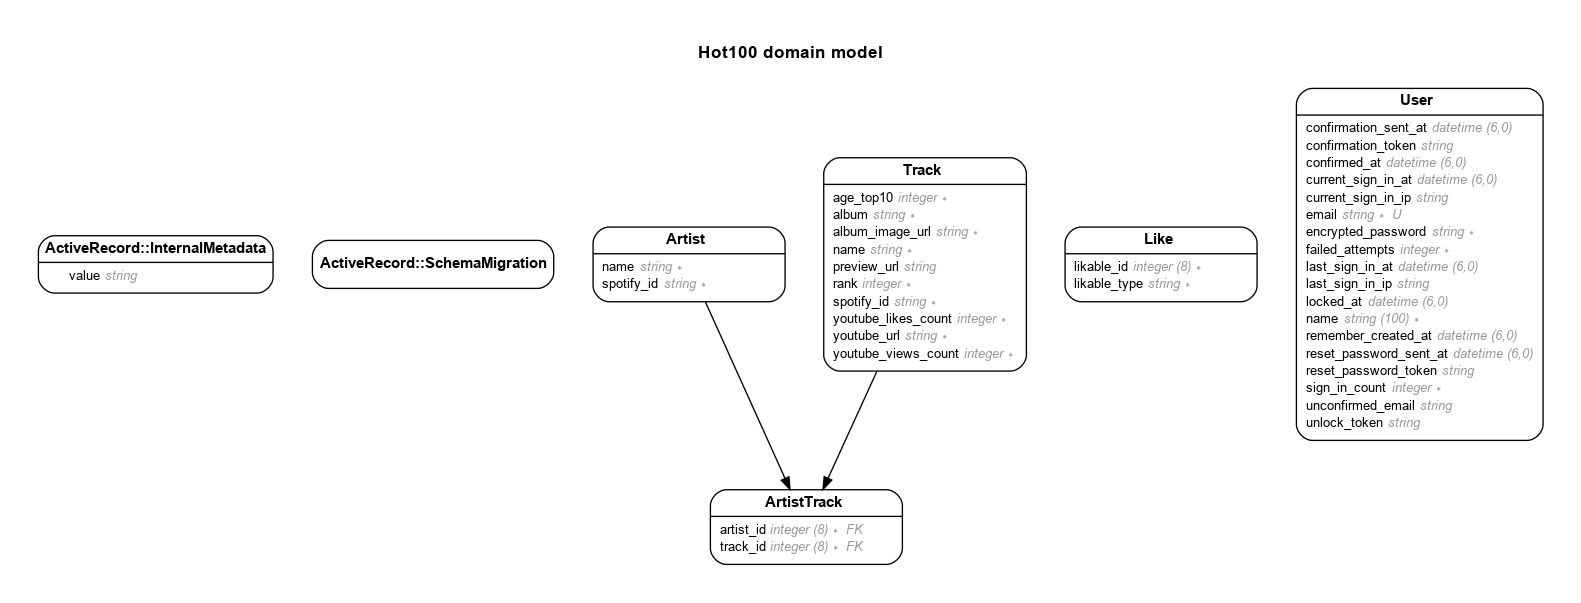 Hot100 domain model
ActiveRecord::InternalMetadata
value string
ActiveRecord::SchemaMigration
Artist
name string *
spotify_id string *
Track
age_top10 integer *
album string *
album_image_url string *
name string *
preview_url string
rank integer *
spotify_id string *
youtube_likes_count integer *
youtube_url string *
youtube_views_count integer *
Like
likable_id integer (8) *
likable_type string *
User
confirmation_sent_at datetime (6,0)
confirmation_token string
confirmed_at datetime (6,0)
current_sign_in_at datetime (6,0)
current_sign_in_ip string
email string * U
encrypted_password string *
failed_attempts integer *
last_sign_in_at datetime (6,0)
last_sign_in_ip string
locked_at datetime (6,0)
name string (100) *
remember_created_at datetime (6,0)
reset_password_sent_at datetime (6,0)
reset_password_token string
sign_in_count integer *
unconfirmed_email string
unlock_token string
ArtistTrack
artist_id integer (8) * FK
track_id integer (8) * FK